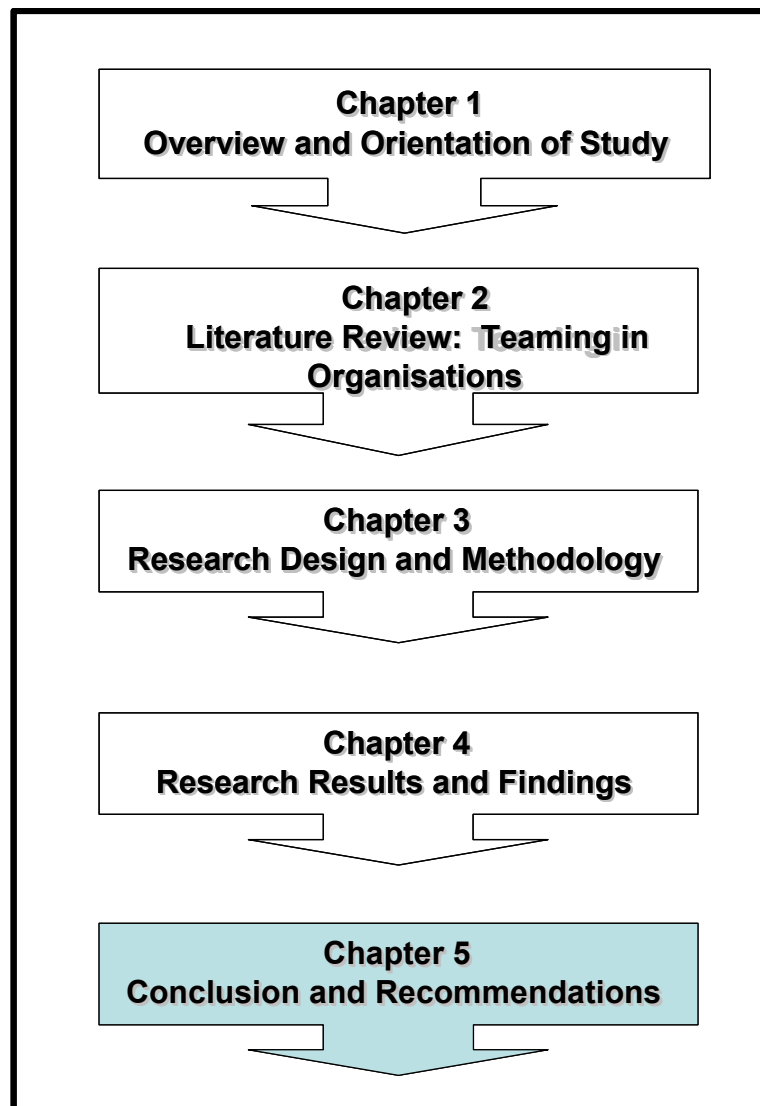 Chapter 1
Overview and Orientation of Study
Chapter 2
Literature Review: Teaming in
Organisations
Chapter 3
Research Design and Methodology
Chapter 4
Research Results and Findings
Chapter 5
Conclusion and Recommendations